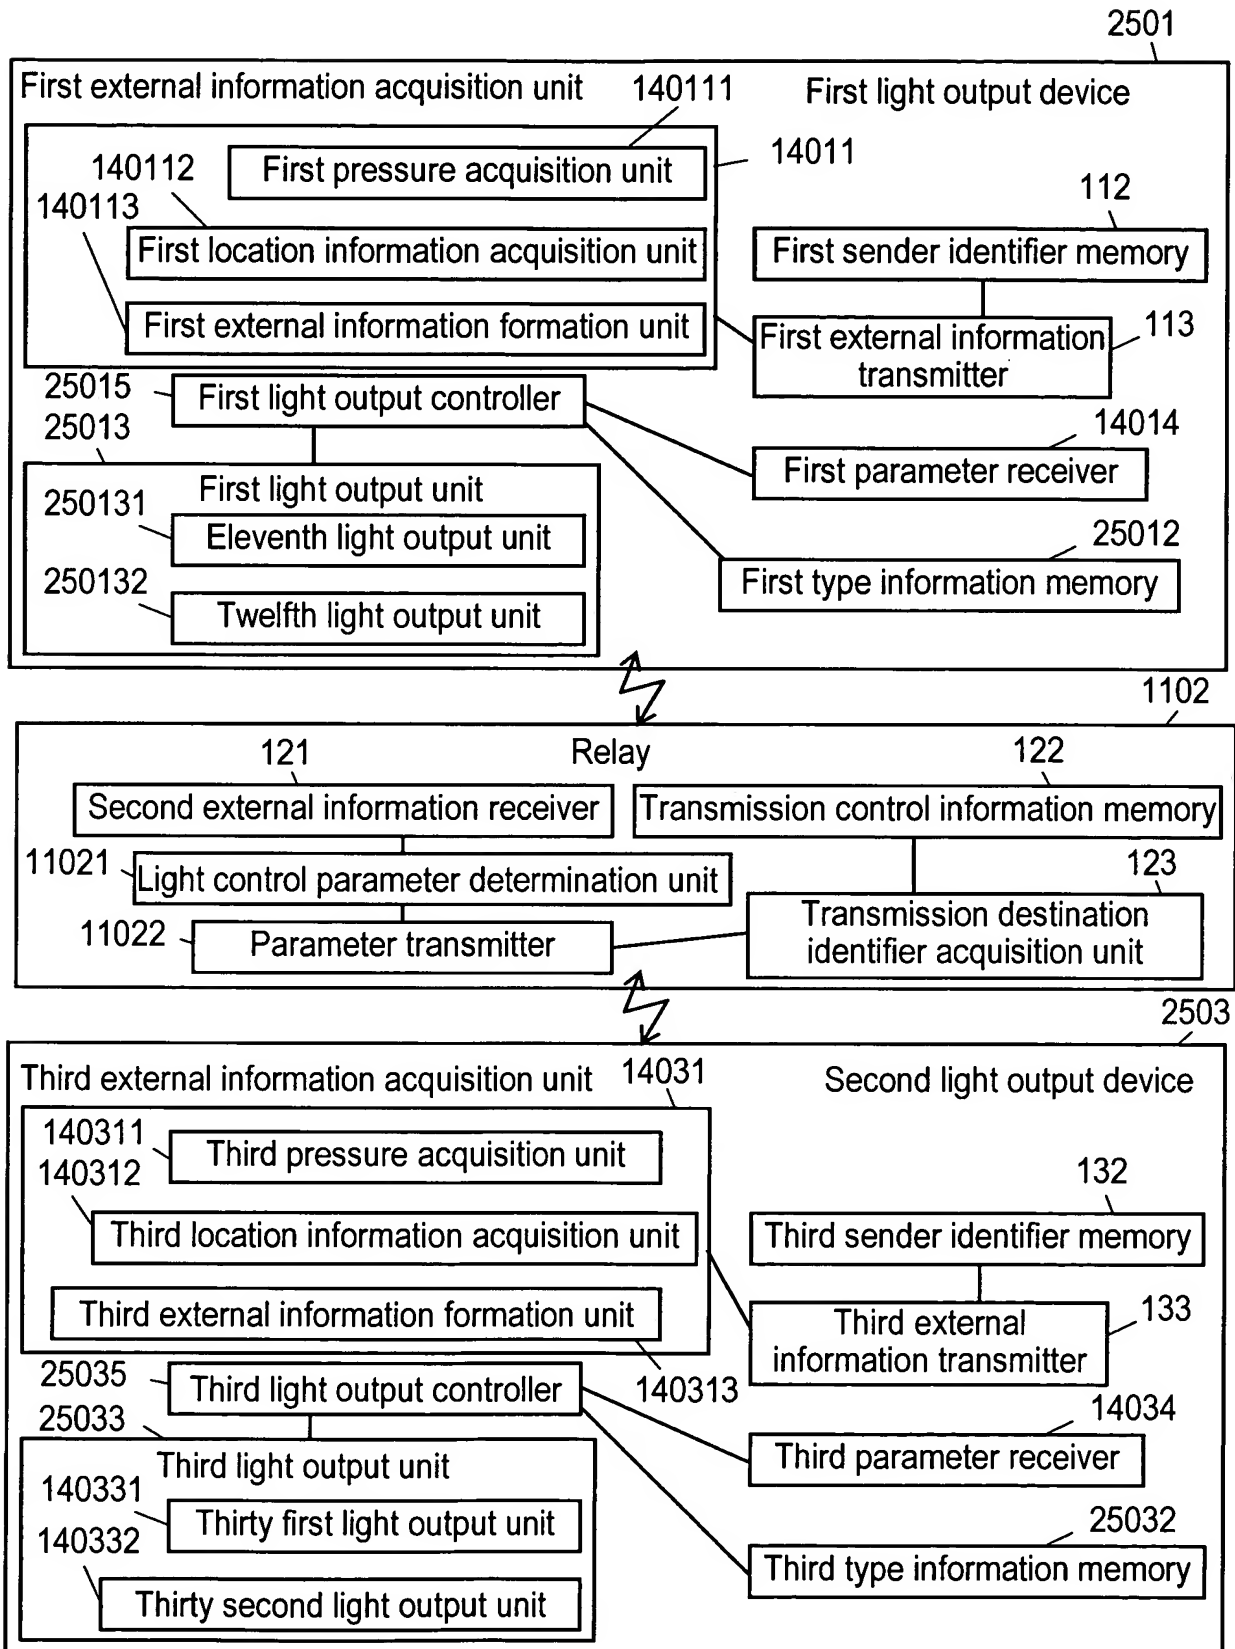 2501
First external information acquisition unit
140111
First light output device
140112
First pressure acquisition unit
14011
140113
112
First location information acquisition unit
First sender identifier memory
First external information formation unit
First external information
transmitter
113
25015
First light output controller
25013
14014
First parameter receiver
First light output unit
250131
Eleventh light output unit
25012
250132
First type information memory
Twelfth light output unit
1102
121
Relay
122
Second external information receiver
Transmission control information memory
11021
Light control parameter determination unit
123
11022
Parameter transmitter
Transmission destination
identifier acquisition unit
2503
Third external information acquisition unit
14031
Second light output device
140311
Third pressure acquisition unit
140312
132
Third location information acquisition unit
Third sender identifier memory
Third external information formation unit
Third external
information transmitter
133
25035
Third light output controller
140313
25033
14034
Third light output unit
Third parameter receiver
140331
Thirty first light output unit
25032
140332
Third type information memory
Thirty second light output unit